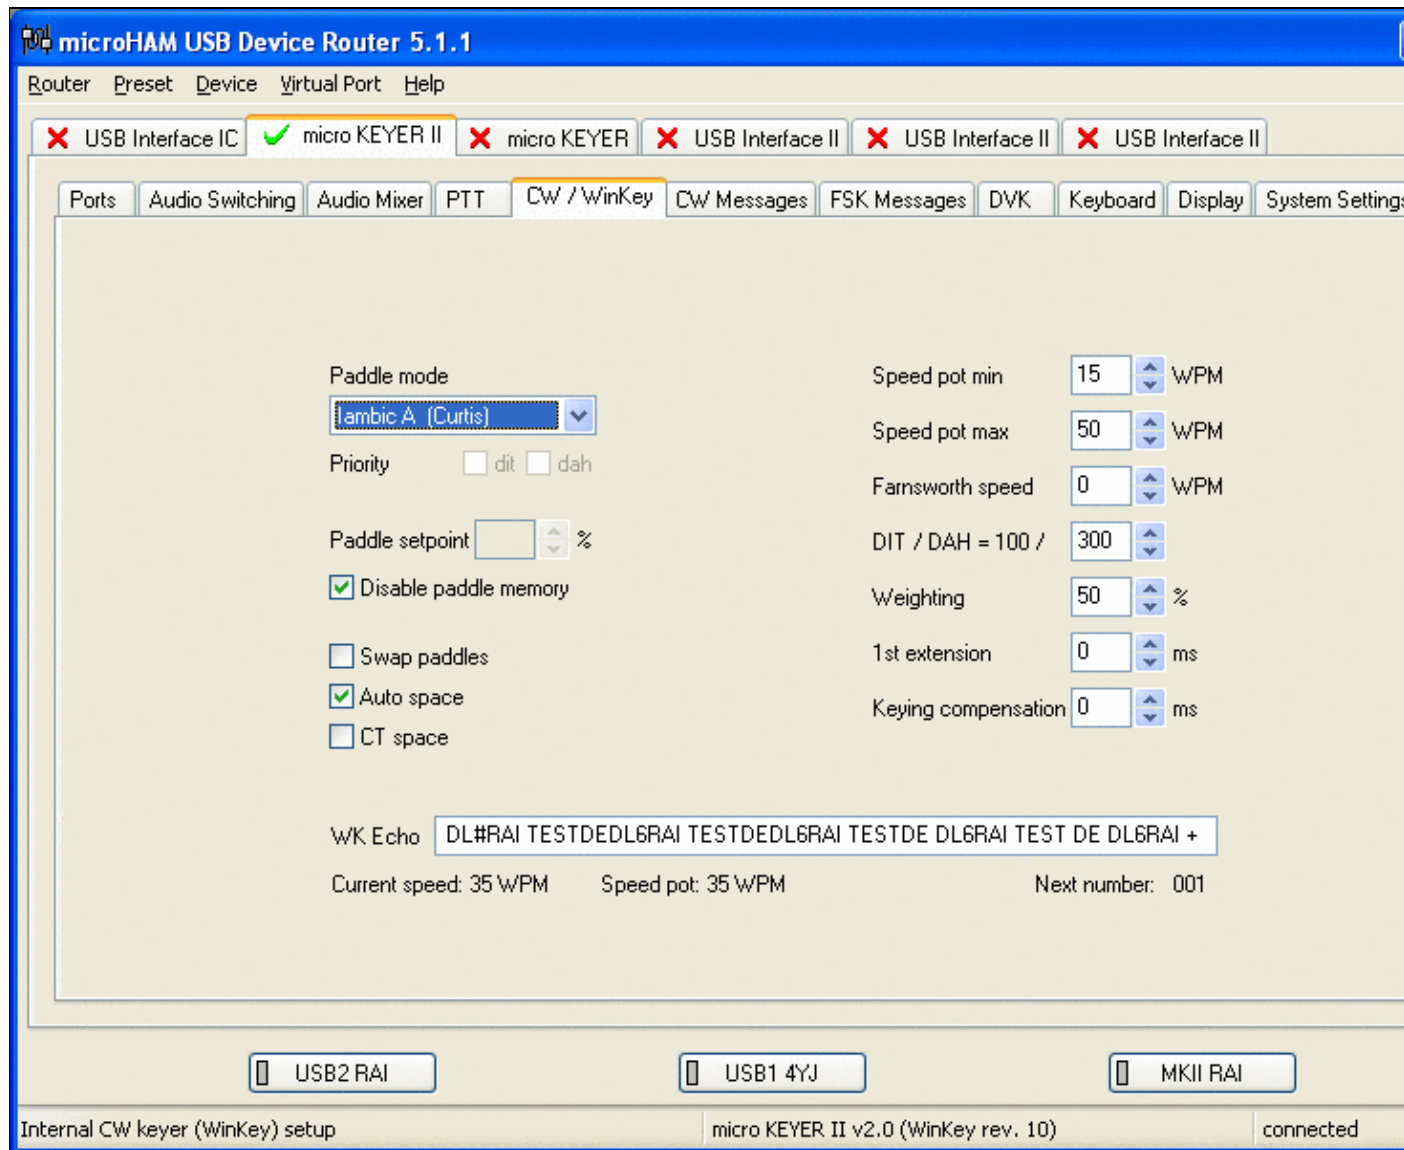 microHAM USB Device Router 5.1.1
Router Preset Device Virtual Port Help
USB Interface IC micro KEYER II micro KEYER USB Interface II USB Interface II USB Interface II
Ports Audio Switching Audio Mixer PTT CW / WinKey CW Messages FSK Messages DVK Keyboard Display System Settings
Paddle mode
Iambic A (Curtis)
Priority dit dah
Paddle setpoint %
Disable paddle memory
Swap paddles
Auto space
CT space
Speed pot min 15 WPM
Speed pot max 50 WPM
Farnsworth speed 0 WPM
DIT / DAH = 100 / 300
Weighting 50 %
1st extension 0 ms
Keying compensation 0 ms
WK Echo DL#RAI TESTDEDL6RAI TESTDEDL6RAI TESTDE DL6RAI TEST DE DL6RAI +
Current speed: 35 WPM Speed pot: 35 WPM Next number: 001
USB2 RAI USB1 4YJ MKII RAI
Internal CW keyer (WinKey) setup micro KEYER II v2.0 (WinKey rev. 10) connected